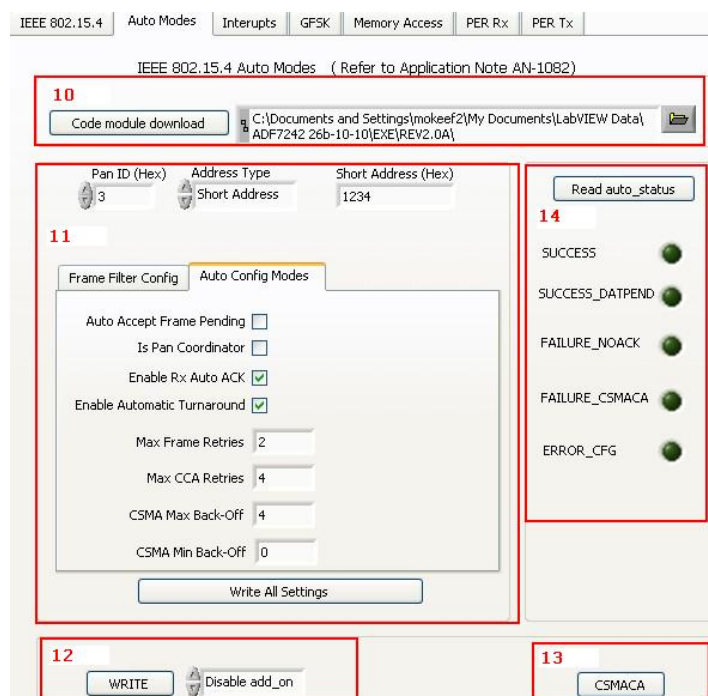 IEEE 802.15.4 Auto Modes Interupts GFSK Memory Access PER Rx PER Tx
IEEE 802.15.4 Auto Modes ( Refer to Application Note AN-1082)
10
Code module download C:\Documents and Settings\mokeef2\My Documents\LabVIEW Data\
ADF7242 26b-10-10\EXE\REV2.0A\
Pan ID (Hex) Address Type Short Address (Hex)
3 Short Address 1234
11
Frame Filter Config Auto Config Modes
Auto Accept Frame Pending
Is Pan Coordinator
Enable Rx Auto ACK
Enable Automatic Turnaround
Max Frame Retries 2
Max CCA Retries 4
CSMA Max Back-Off 4
CSMA Min Back-Off 0
Write All Settings
Read auto_status
14
SUCCESS
SUCCESS_DATPEND
FAILURE_NOACK
FAILURE_CSMACA
ERROR_CFG
12
WRITE Disable add_on
13
CSMACA